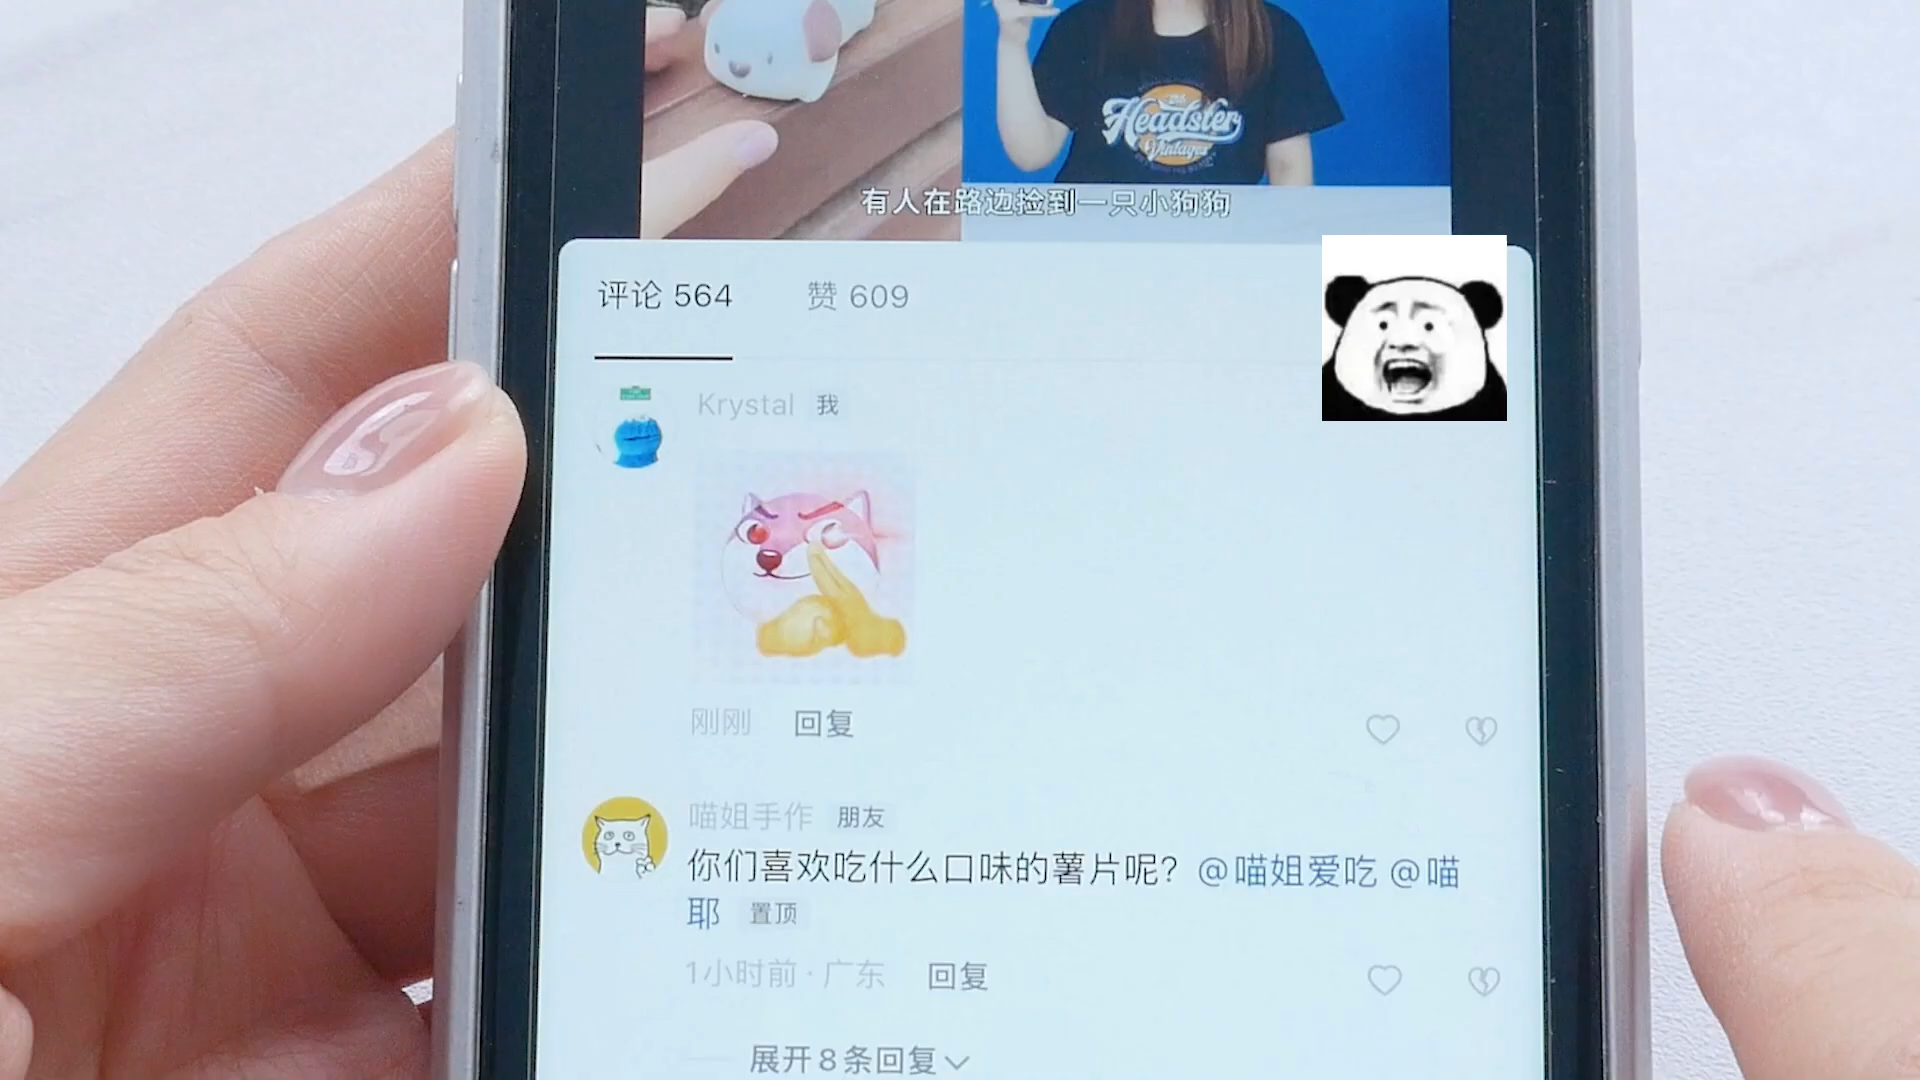 Headster
Vintages
有人在路边捡到一只小狗狗
评论 564
赞 609
Krystal 我
刚刚 回复
喵姐手作 朋友
你们喜欢吃什么口味的薯片呢? @喵姐爱吃 @喵
耶 置顶
1小时前 · 广东 回复
展开8条回复